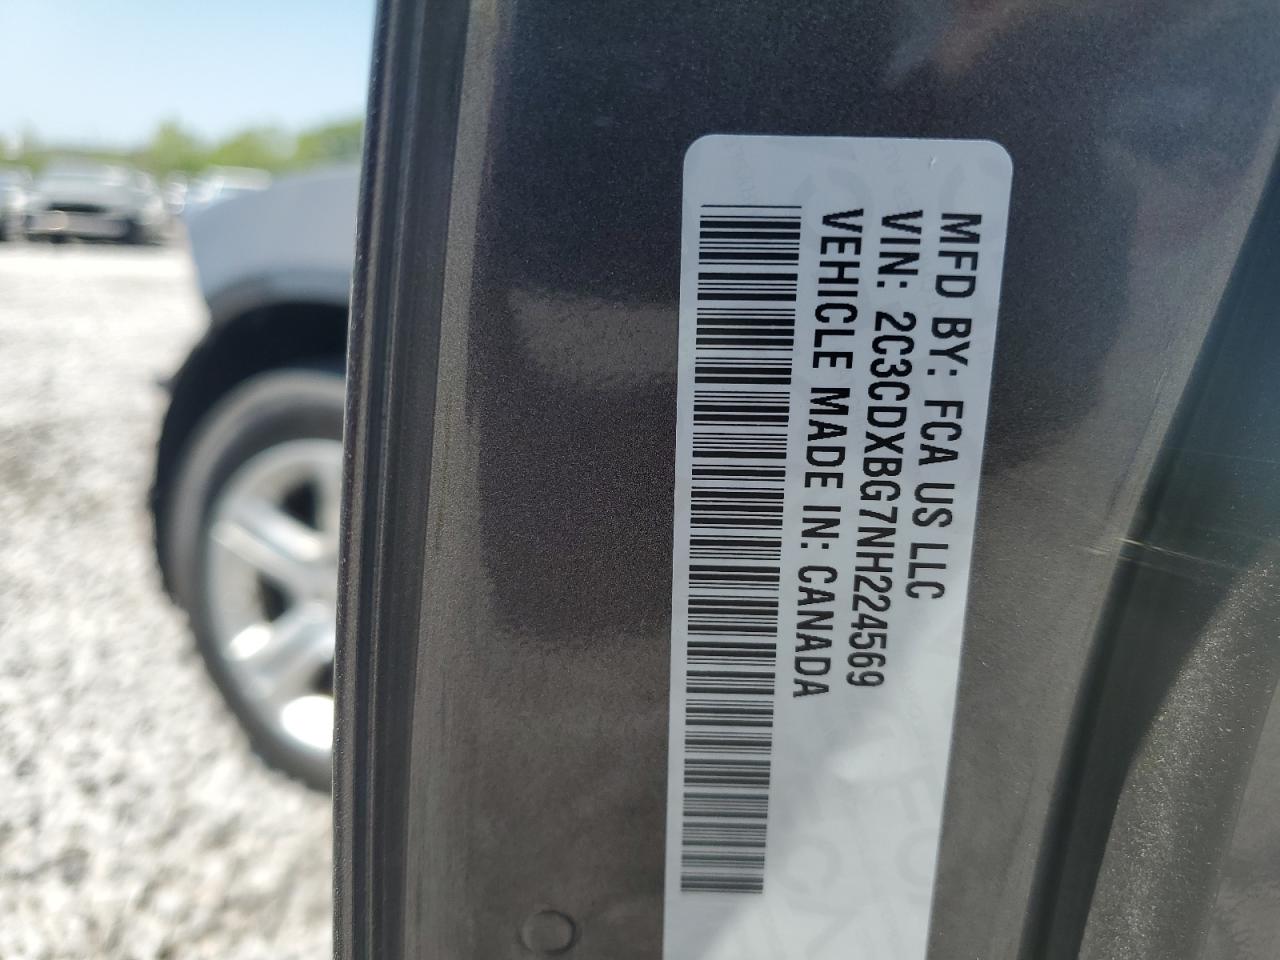 MFD BY: FCA US LLC
VIN: 2C3CDXBG7NH224569
VEHICLE MADE IN: CANADA